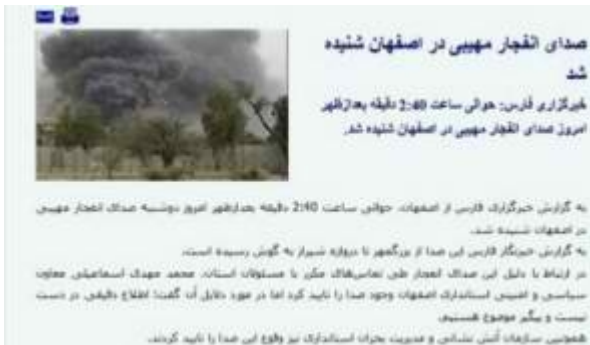 صدای انفجار مهیبی در اصفهان شنیده
شد
خبرگزاری فارس: حوالی ساعت 2:40 دقیقه بعدازظهر
امروز صدای انفجار مهیبی در اصفهان شنیده شد.
به گزارش خبرگزاری فارس از اصفهان، حوالی ساعت 2:40 دقیقه بعدازظهر امروز دوشنبه صدای انفجار مهیبی
در اصفهان شنیده شد.
به گزارش خبرنگار فارس این صدا از بزرگمهر تا دروازه شیراز به گوش رسیده است.
در ارتباط با دلیل این صدای انفجار طی تماس‌های مکرر با مسئولان استان، محمد مهدی اسماعیلی معاون
سیاسی و امنیتی استانداری اصفهان وجود صدا را تایید کرد اما در مورد دلایل آن گفت: اطلاع دقیقی در دست
نیست و پیگیر موضوع هستیم.
همچنین سازمان آتش نشانی و مدیریت بحران استانداری نیز وقوع این صدا را تایید کردند.